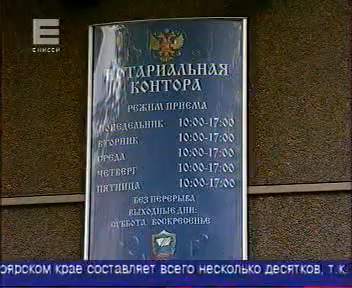 ЕНИСЕЙ
НОТАРИАЛЬНАЯ
КОНТОРА
РЕЖИМ ПРИЕМА
ПОНЕДЕЛЬНИК 10:00-17:00
ВТОРНИК 10:00-17:00
СРЕДА 10:00-17:00
ЧЕТВЕРГ 10:00-17:00
ПЯТНИЦА 10:00-17:00
БЕЗ ПЕРЕРЫВА
ВЫХОДНЫЕ ДНИ:
СУББОТА, ВОСКРЕСЕНЬЕ
оярском крае составляет всего несколько десятков, т.к.